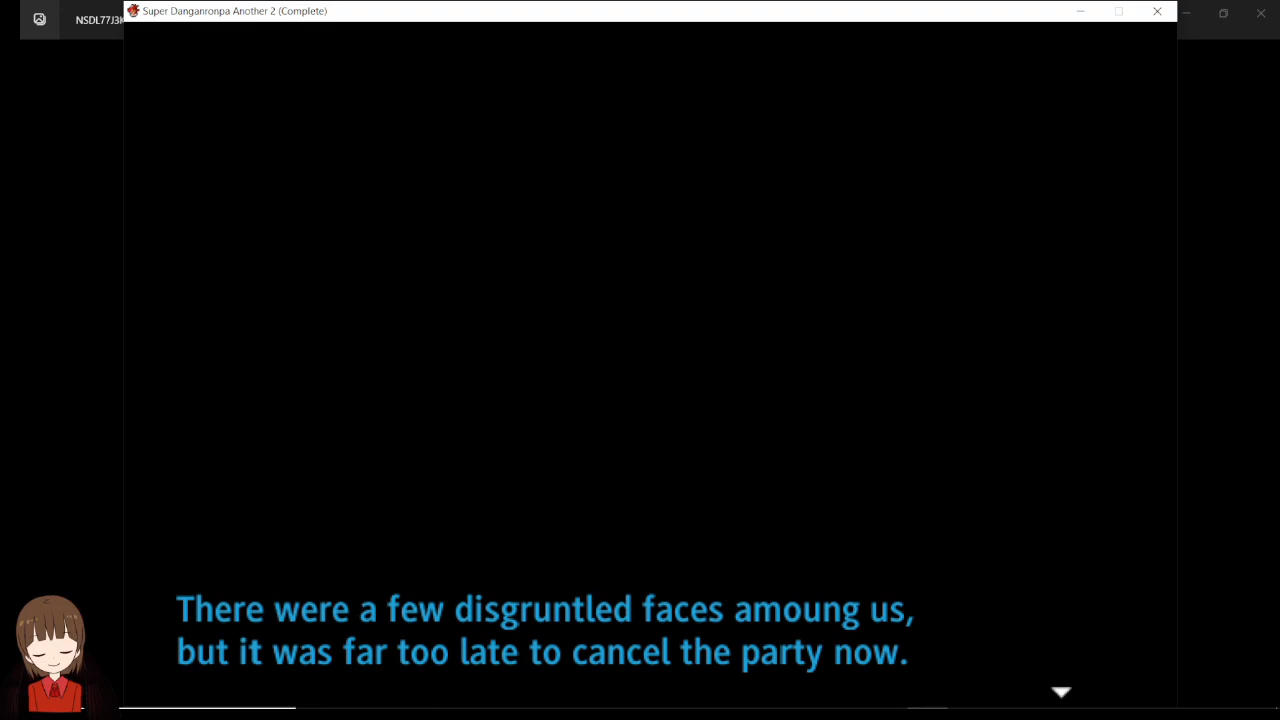 NSDL77J3K
Super Danganronpa Another 2 (Complete)
There were a few disgruntled faces amoung us,
but it was far too late to cancel the party now.